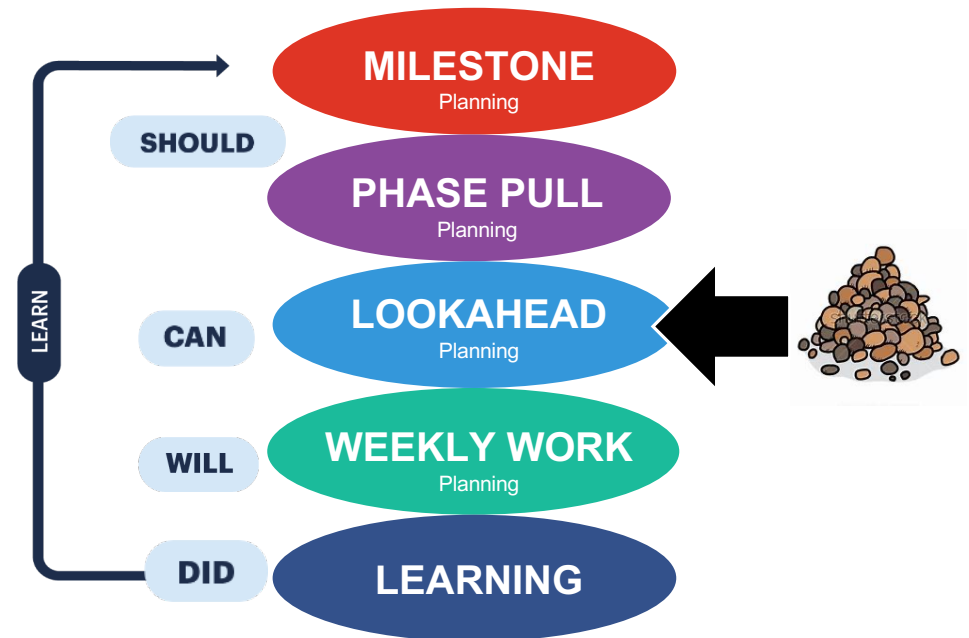 MILESTONE
Planning
SHOULD
PHASE PULL
Planning
LEARN
LOOKAHEAD
Planning
CAN
WEEKLY WORK
Planning
WILL
DID
LEARNING